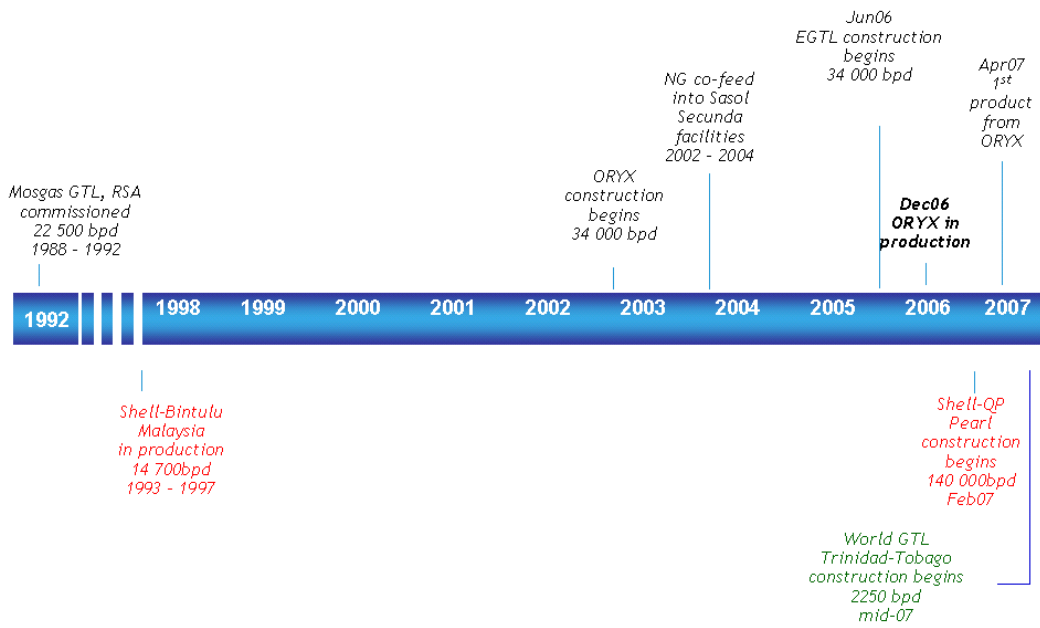 Mosgas GTL, RSA
commissioned
22 500 bpd
1988 - 1992
ORYX
construction
begins
34 000 bpd
NG co-feed
into Sasol
Secunda
facilities
2002 - 2004
Jun06
EGTL construction
begins
34 000 bpd
Dec06
ORYX in
production
Apr07
1st
product
from
ORYX
1992
1998
1999
2000
2001
2002
2003
2004
2005
2006
2007
Shell-Bintulu
Malaysia
in production
14 700bpd
1993 - 1997
Shell-QP
Pearl
construction
begins
140 000bpd
Feb07
World GTL
Trinidad-Tobago
construction begins
2250 bpd
mid-07